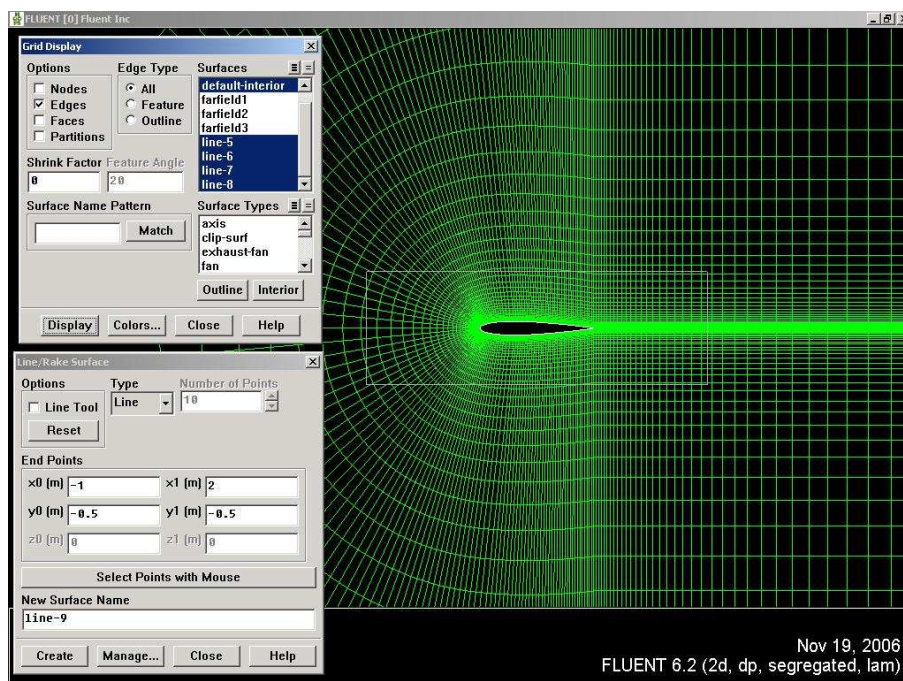 FLUENT [0] Fluent Inc
Grid Display
Options
Edge Type
Surfaces
Nodes
Edges
Faces
Partitions
All
Feature
Outline
default-interior
farfield1
farfield2
farfield3
line-5
line-6
line-7
line-8
Shrink Factor Feature Angle
0
20
Surface Name Pattern
Match
Surface Types
axis
clip-surf
exhaust-fan
fan
Outline Interior
Display Colors... Close Help
Line/Rake Surface
Options
Type
Number of Points
Line Tool
Line
10
Reset
End Points
x0 (m) -1 x1 (m) 2
y0 (m) -0.5 y1 (m) -0.5
z0 (m) 0 z1 (m) 0
Select Points with Mouse
New Surface Name
line-9
Create Manage... Close Help
Nov 19, 2006
FLUENT 6.2 (2d, dp, segregated, lam)